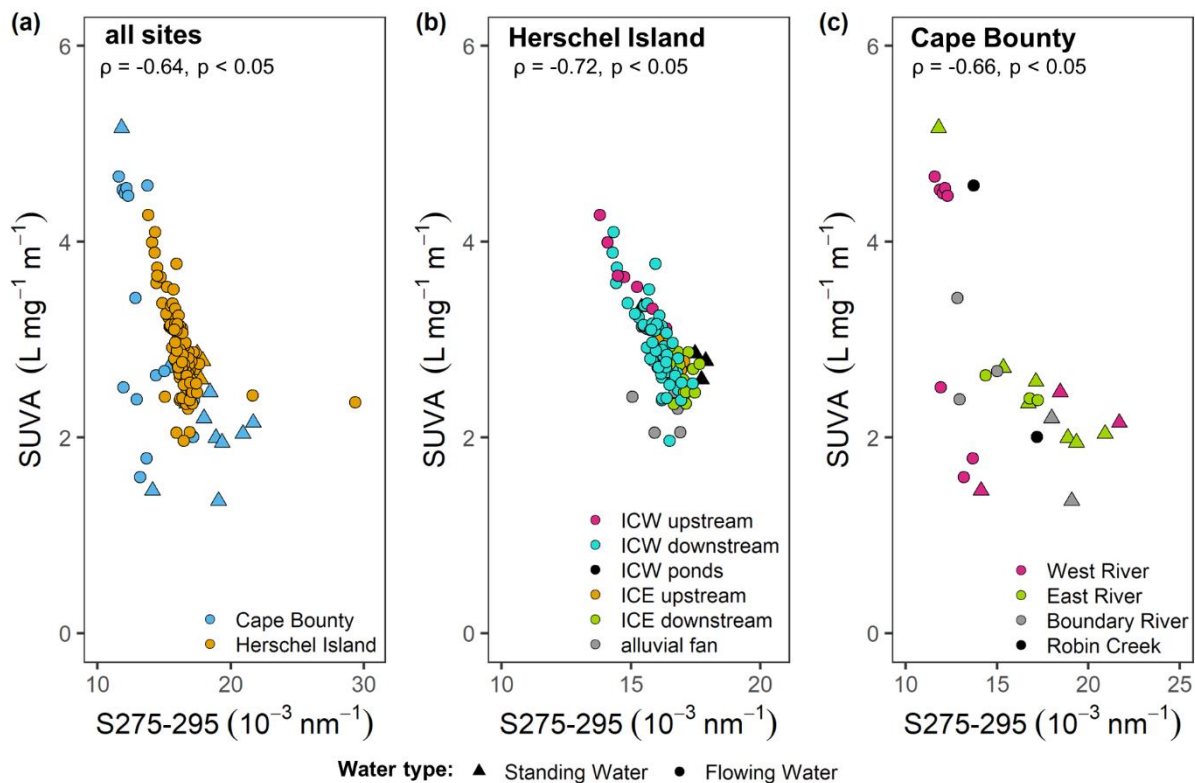 (a) all sites
ρ = -0.64, p < 0.05
6
4
2
0
SUVA (L mg⁻¹ m⁻¹)
10 20 30
S275-295 (10⁻³ nm⁻¹)
Cape Bounty
Herschel Island
(b) Herschel Island
ρ = -0.72, p < 0.05
6
4
2
0
SUVA (L mg⁻¹ m⁻¹)
ICW upstream
ICW downstream
ICW ponds
ICE upstream
ICE downstream
alluvial fan
10 15 20
S275-295 (10⁻³ nm⁻¹)
(c) Cape Bounty
ρ = -0.66, p < 0.05
6
4
2
0
SUVA (L mg⁻¹ m⁻¹)
West River
East River
Boundary River
Robin Creek
10 15 20 25
S275-295 (10⁻³ nm⁻¹)
Water type: Standing Water Flowing Water